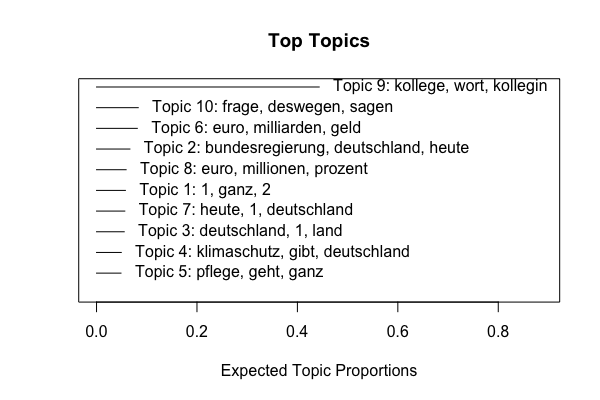 Top Topics
Topic 9: kollege, wort, kollegin
Topic 10: frage, deswegen, sagen
Topic 6: euro, milliarden, geld
Topic 2: bundesregierung, deutschland, heute
Topic 8: euro, millionen, prozent
Topic 1: 1, ganz, 2
Topic 7: heute, 1, deutschland
Topic 3: deutschland, 1, land
Topic 4: klimaschutz, gibt, deutschland
Topic 5: pflege, geht, ganz
0.0 0.2 0.4 0.6 0.8
Expected Topic Proportions